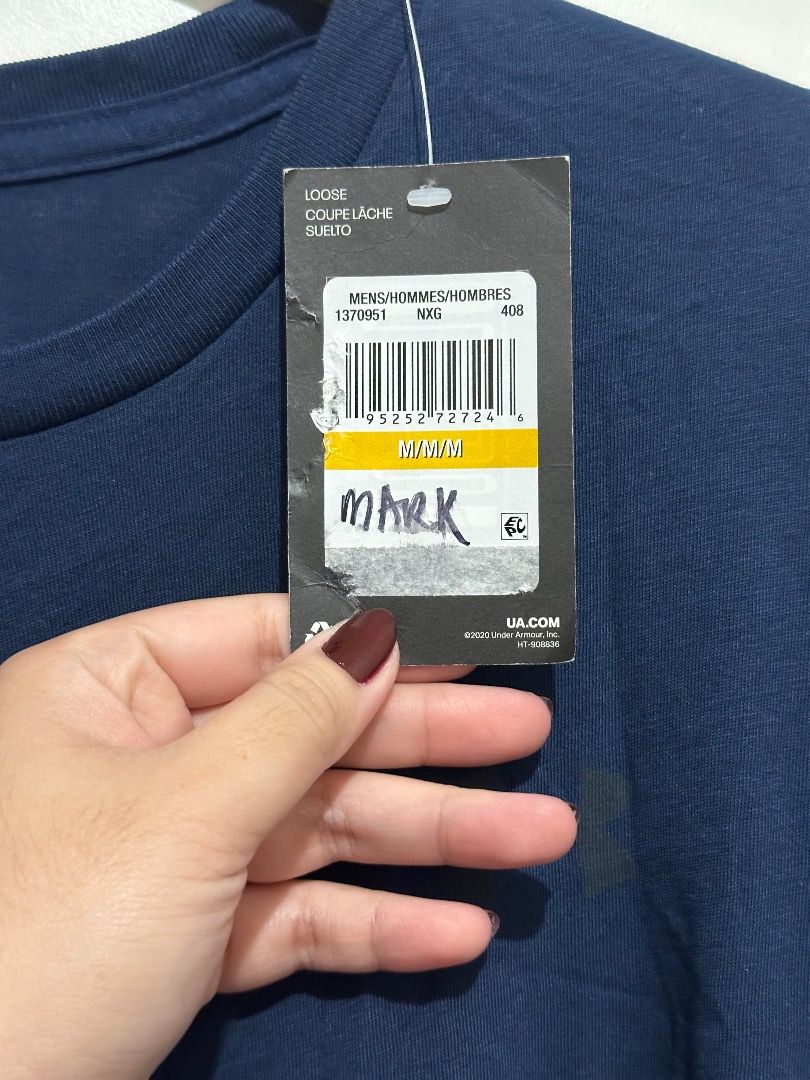 LOOSE
COUPE LÂCHE
SUELTO
MENS/HOMMES/HOMBRES
1370951 NXG 408
95252 72724 6
M/M/M
MARK
EPC
UA.COM
©2020 Under Armour, Inc.
HT-908836